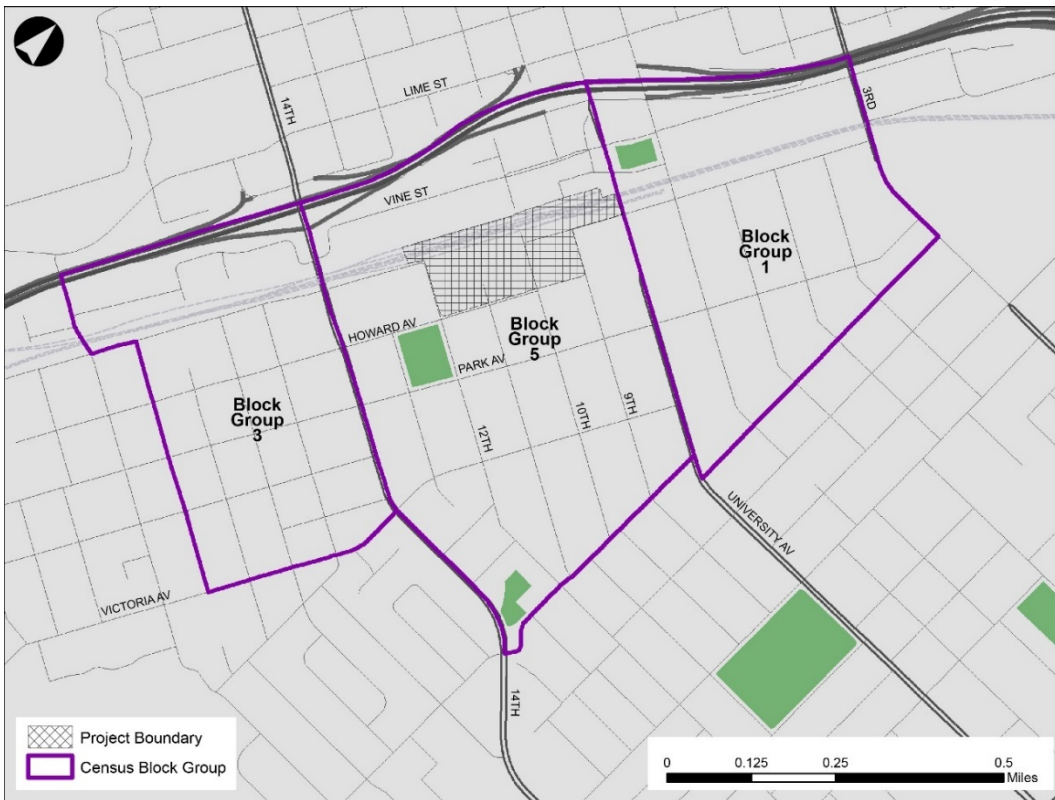 LIME ST
14TH
3RD
VINE ST
Block
Group
1
HOWARD AV
Block
Group
5
PARK AV
Block
Group
3
12TH
10TH
9TH
UNIVERSITY AV
VICTORIA AV
14TH
Project Boundary
Census Block Group
0 0.125 0.25 0.5
Miles